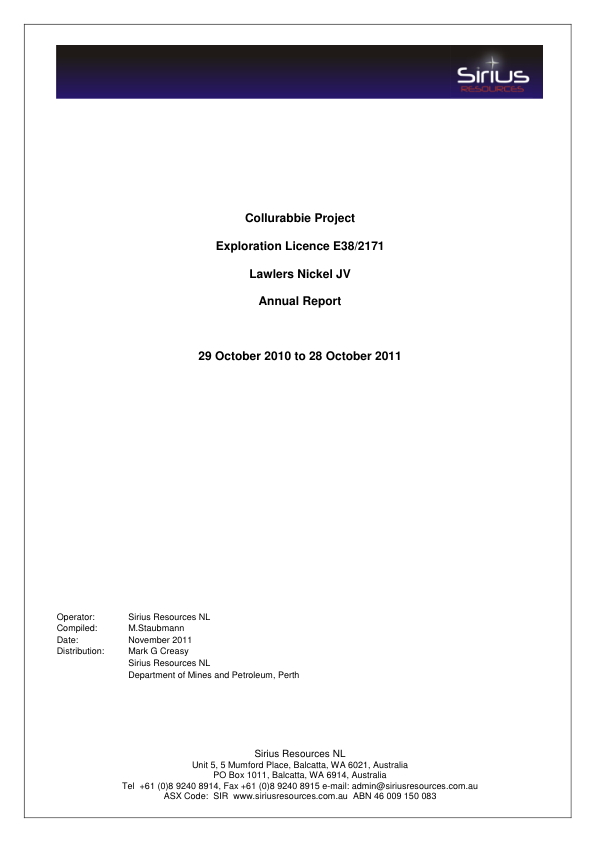 Sirius
RESOURCES
Collurabbie Project
Exploration Licence E38/2171
Lawlers Nickel JV
Annual Report
29 October 2010 to 28 October 2011
Operator: Sirius Resources NL
Compiled: M.Staubmann
Date: November 2011
Distribution: Mark G Creasy
Sirius Resources NL
Department of Mines and Petroleum, Perth
Sirius Resources NL
Unit 5, 5 Mumford Place, Balcatta, WA 6021, Australia
PO Box 1011, Balcatta, WA 6914, Australia
Tel +61 (0)8 9240 8914, Fax +61 (0)8 9240 8915 e-mail: admin@siriusresources.com.au
ASX Code: SIR www.siriusresources.com.au ABN 46 009 150 083